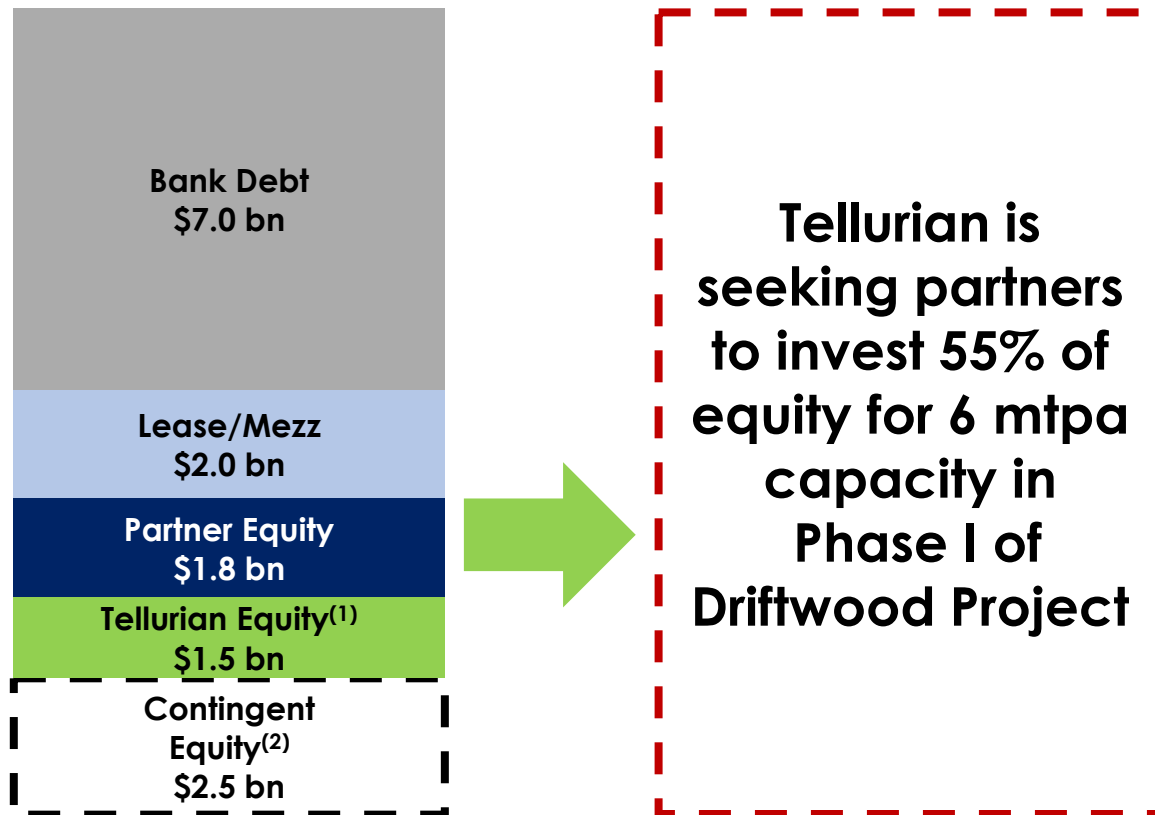 Bank Debt
$7.0 bn
Lease/Mezz
$2.0 bn
Partner Equity
$1.8 bn
Tellurian Equity(1)
$1.5 bn
Contingent
Equity(2)
$2.5 bn
Tellurian is
seeking partners
to invest 55% of
equity for 6 mtpa
capacity in
Phase I of
Driftwood Project